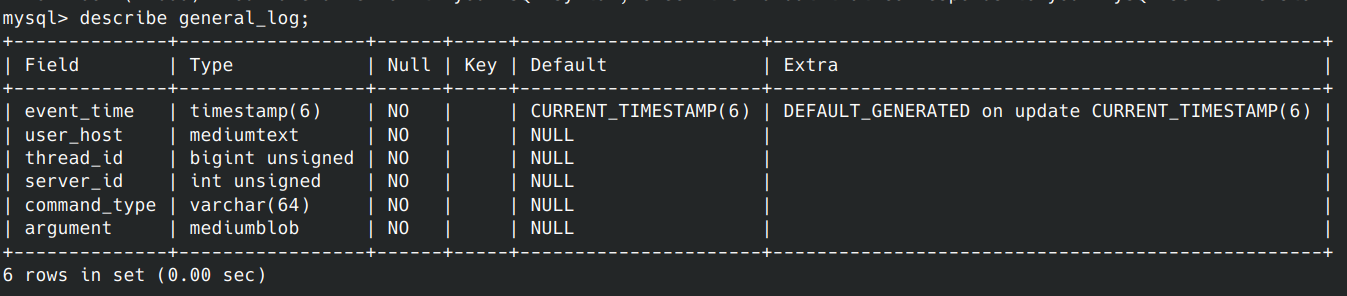 mysql> describe general_log;
+--------------+-----------------+------+-----+----------------------+--------------------------------------------------+
| Field        | Type            | Null | Key | Default              | Extra                                            |
+--------------+-----------------+------+-----+----------------------+--------------------------------------------------+
| event_time   | timestamp(6)    | NO   |     | CURRENT_TIMESTAMP(6) | DEFAULT_GENERATED on update CURRENT_TIMESTAMP(6) |
| user_host    | mediumtext      | NO   |     | NULL                 |                                                  |
| thread_id    | bigint unsigned | NO   |     | NULL                 |                                                  |
| server_id    | int unsigned    | NO   |     | NULL                 |                                                  |
| command_type | varchar(64)     | NO   |     | NULL                 |                                                  |
| argument     | mediumblob      | NO   |     | NULL                 |                                                  |
+--------------+-----------------+------+-----+----------------------+--------------------------------------------------+
6 rows in set (0.00 sec)